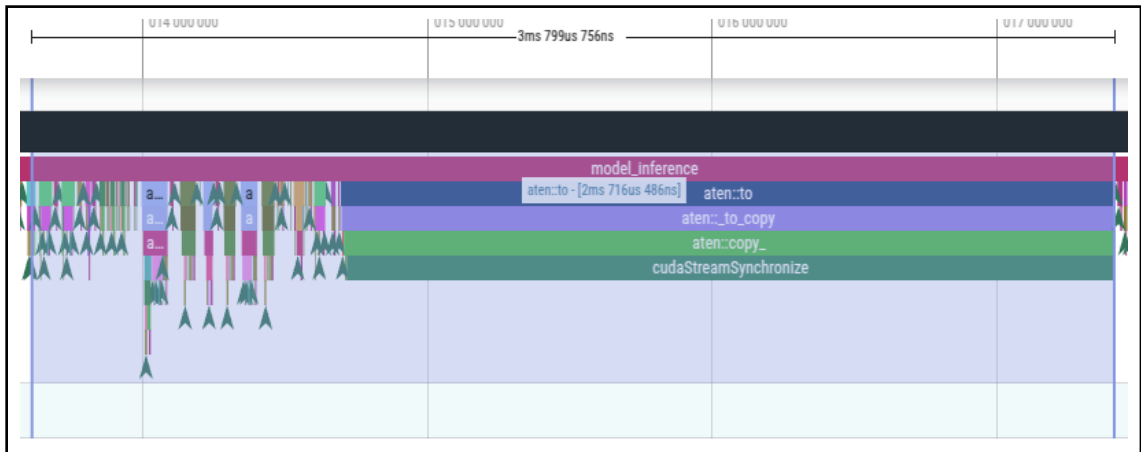 014 000 000
015 000 000
016 000 000
017 000 000
3ms 799us 756ns
model_inference
a...
a
aten::to - [2ms 716us 486ns]
aten::to
a...
a
aten::_to_copy
a...
aten::copy_
cudaStreamSynchronize